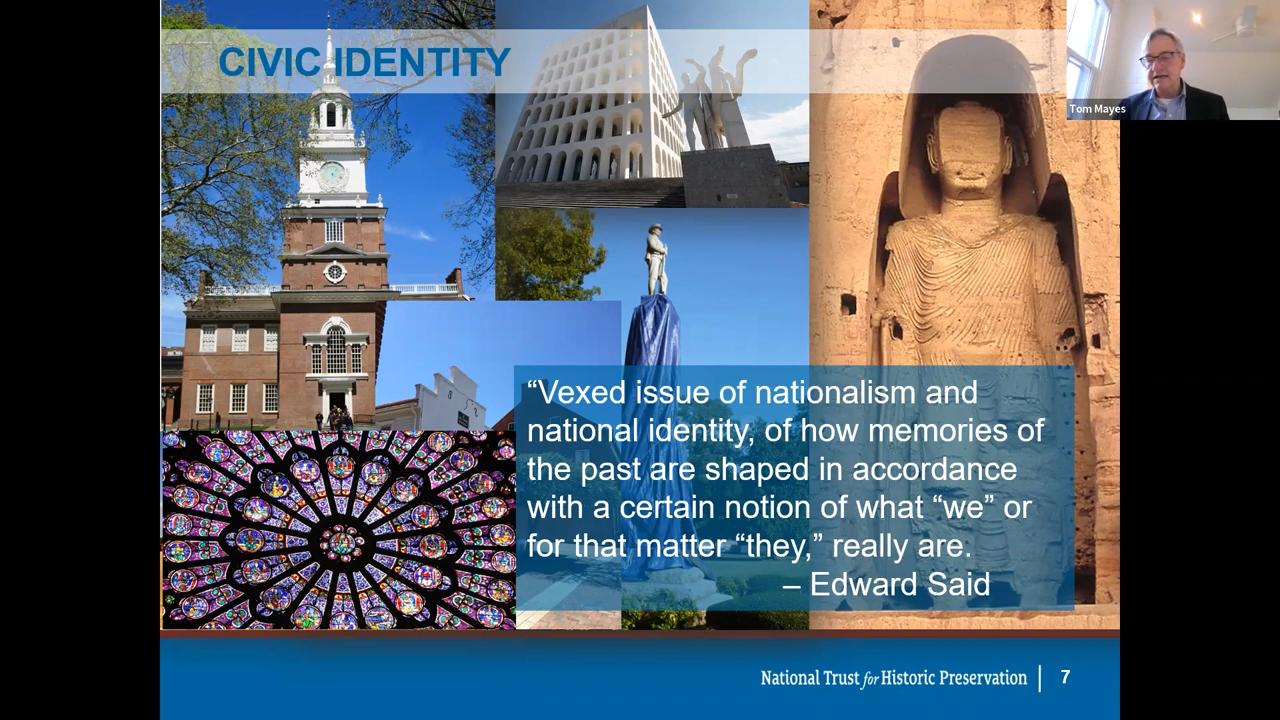 CIVIC IDENTITY
Tom Mayes
“Vexed issue of nationalism and
national identity, of how memories of
the past are shaped in accordance
with a certain notion of what “we” or
for that matter “they,” really are.
– Edward Said
National Trust for Historic Preservation | 7